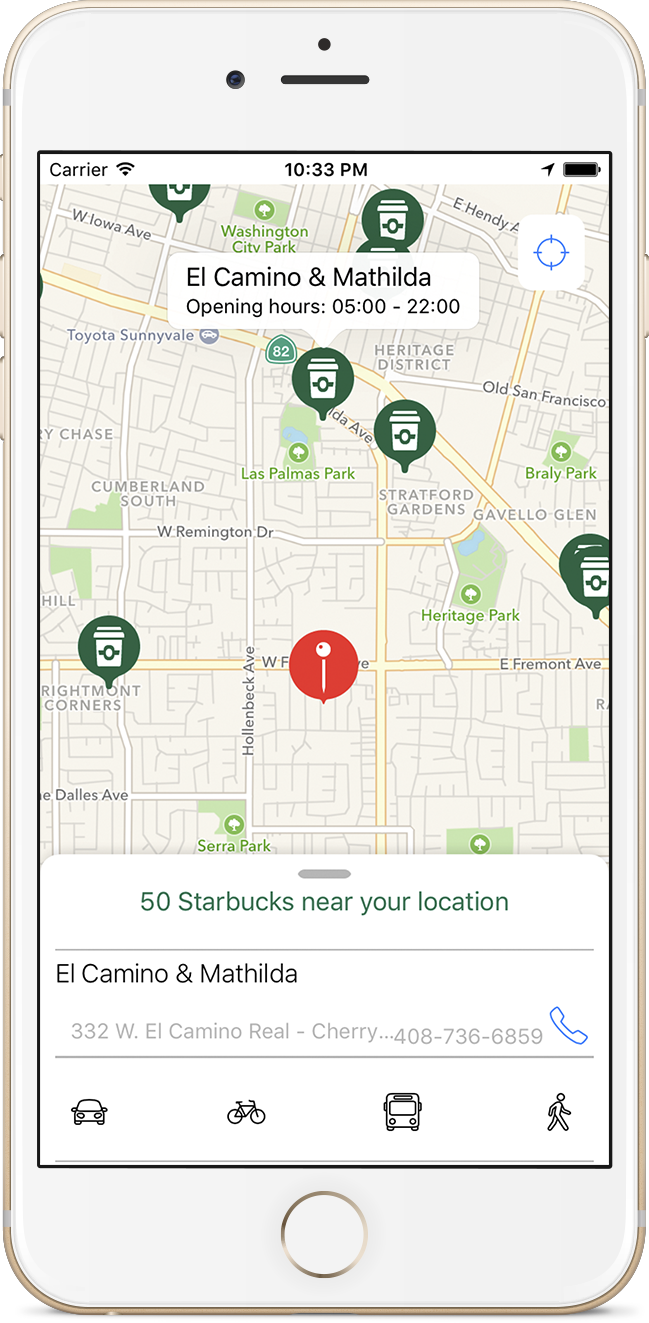 Carrier
10:33 PM
W Iowa Ave
Washington
City Park
E Hendy A
El Camino & Mathilda
Opening hours: 05:00 - 22:00
Toyota Sunnyvale
82
HERITAGE
DISTRICT
Old San Francisco
lda Ave
RY CHASE
Las Palmas Park
Braly Park
CUMBERLAND
SOUTH
STRATFORD
GARDENS
GAVELLO GLEN
W Remington Dr
HILL
Heritage Park
Hollenbeck Ave
W F
ve
E Fremont Ave
RIGHTMONT
CORNERS
RA
he Dalles Ave
Serra Park
50 Starbucks near your location
El Camino & Mathilda
332 W. El Camino Real - Cherry...408-736-6859